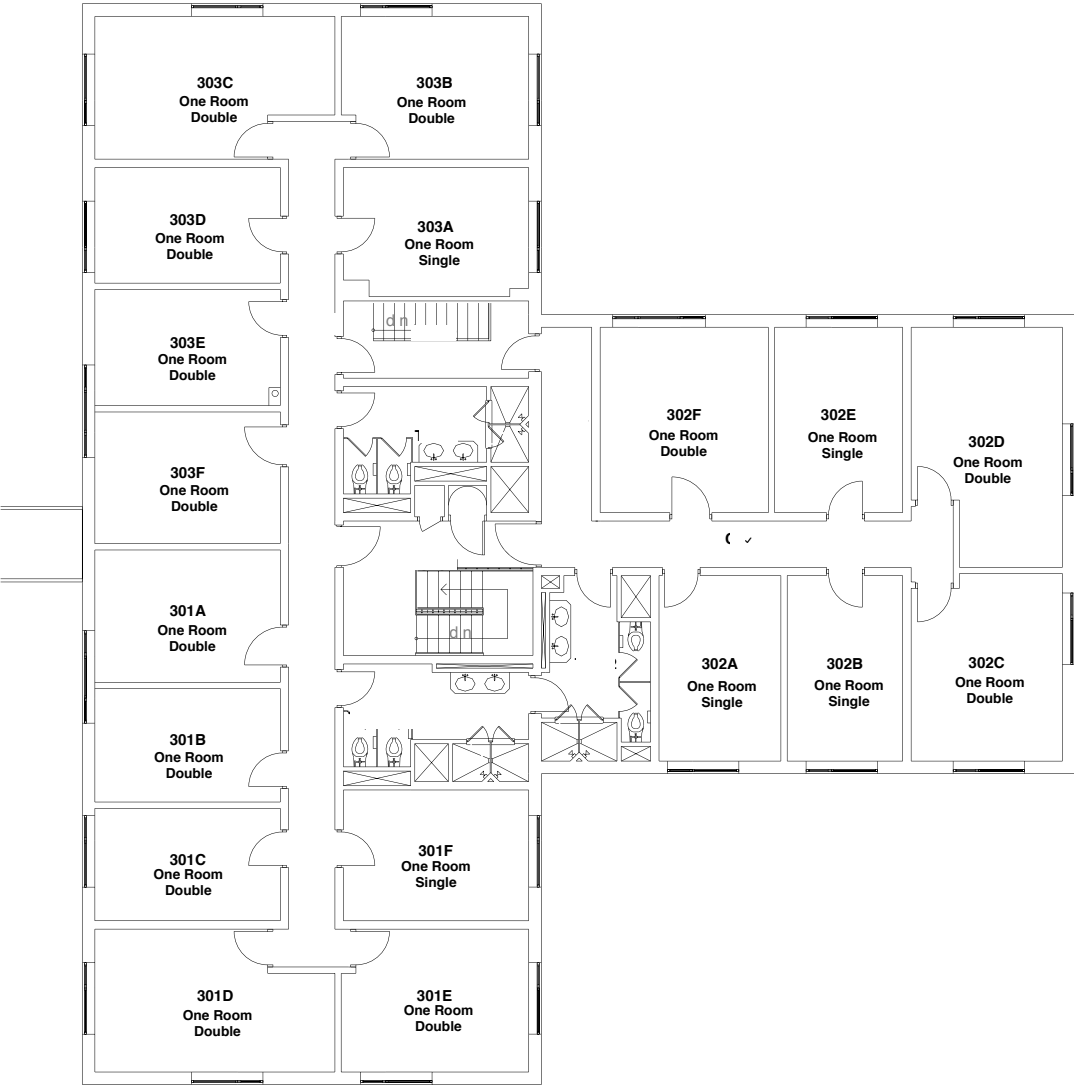 303C
One Room
Double
303B
One Room
Double
303D
One Room
Double
303A
One Room
Single
dn
303E
One Room
Double
302F
One Room
Double
302E
One Room
Single
302D
One Room
Double
303F
One Room
Double
301A
One Room
Double
dn
302A
One Room
Single
302B
One Room
Single
302C
One Room
Double
301B
One Room
Double
301C
One Room
Double
301F
One Room
Single
301D
One Room
Double
301E
One Room
Double